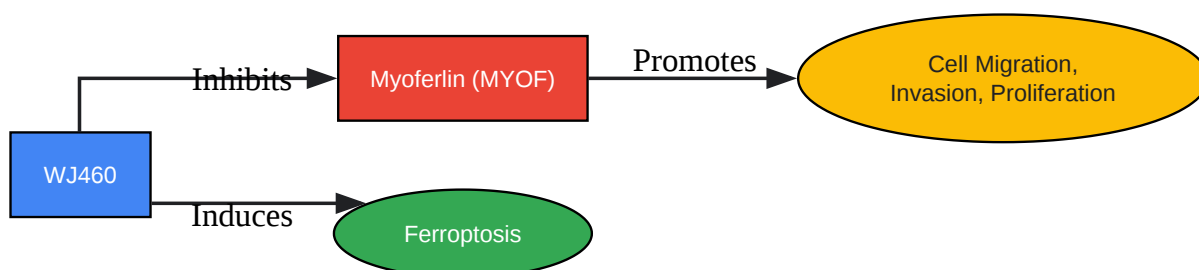 Inhibits
Myoferlin (MYOF)
Promotes
Cell Migration,
Invasion, Proliferation
WJ460
Induces
Ferroptosis